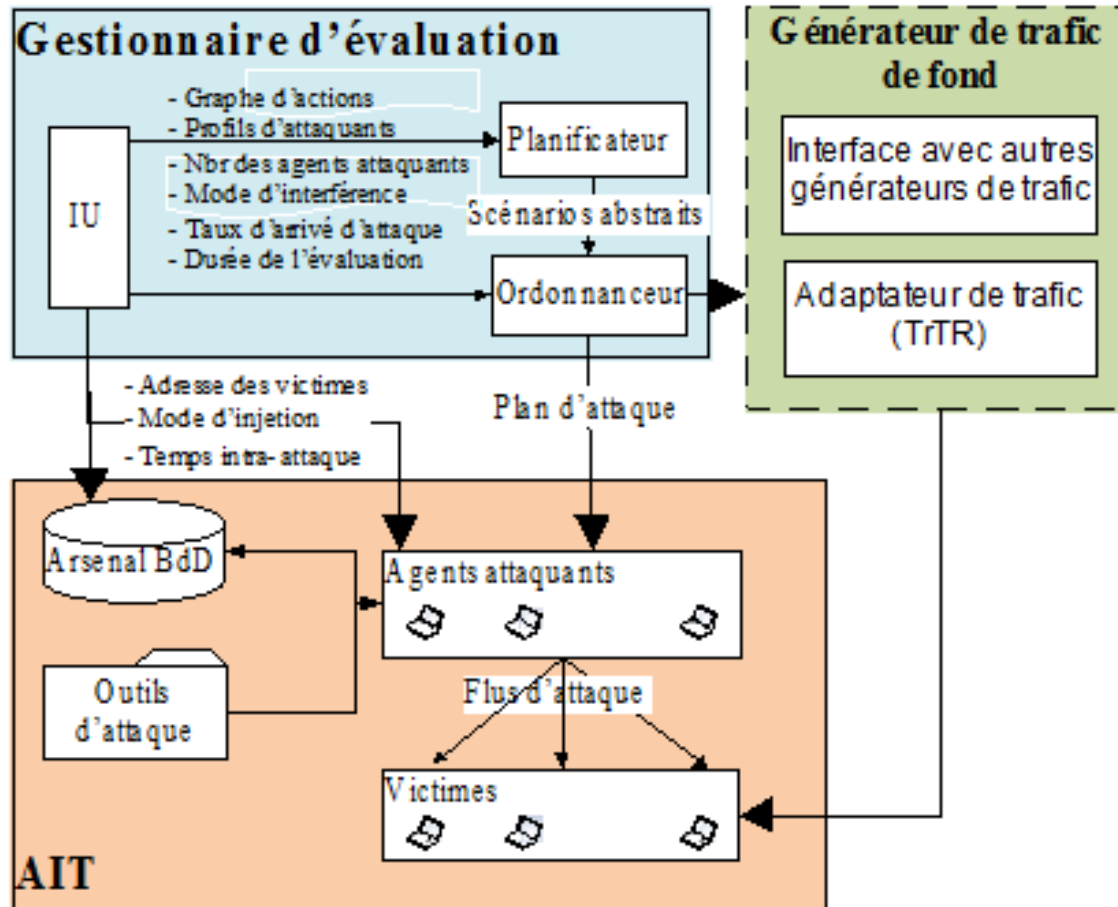 Gestionnaire d'évaluation
- Graphe d'actions
- Profils d'attaquants
- Nbr des agents attaquants
- Mode d'interférence
- Taux d'arrivé d'attaque
- Durée de l'évaluation
IU
Planificateur
Scénarios abstraits
Ordonnanceur
Générateur de trafic
de fond
Interface avec autres
générateurs de trafic
Adaptateur de trafic
(TrTR)
- Adresse des victimes
- Mode d'injetion
- Temps intra-attaque
Plan d'attaque
Arsenal BdD
Agents attaquants
Outils
d'attaque
Flus d'attaque
Victimes
AIT